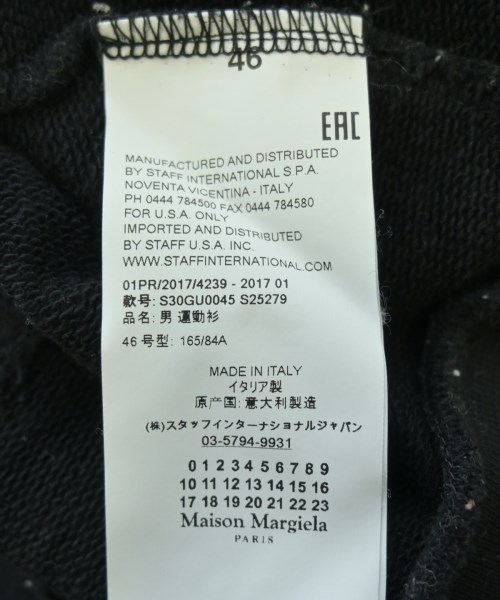 46
EAC
MANUFACTURED AND DISTRIBUTED
BY STAFF INTERNATIONAL S.P.A.
NOVENTA VICENTINA - ITALY
PH 0444 784500 FAX 0444 784580
FOR U.S.A. ONLY
IMPORTED AND DISTRIBUTED
BY STAFF U.S.A. INC.
WWW.STAFFINTERNATIONAL.COM
01PR/2017/4239 - 2017 01
款号: S30GU0045 S25279
品名: 男 運動衫
46 号型: 165/84A
MADE IN ITALY
イタリア製
原产国: 意大利製造
(株)スタッフインターナショナルジャパン
03-5794-9931
0 1 2 3 4 5 6 7 8 9
10 11 12 13 14 15 16
17 18 19 20 21 22 23
Maison Margiela
PARIS